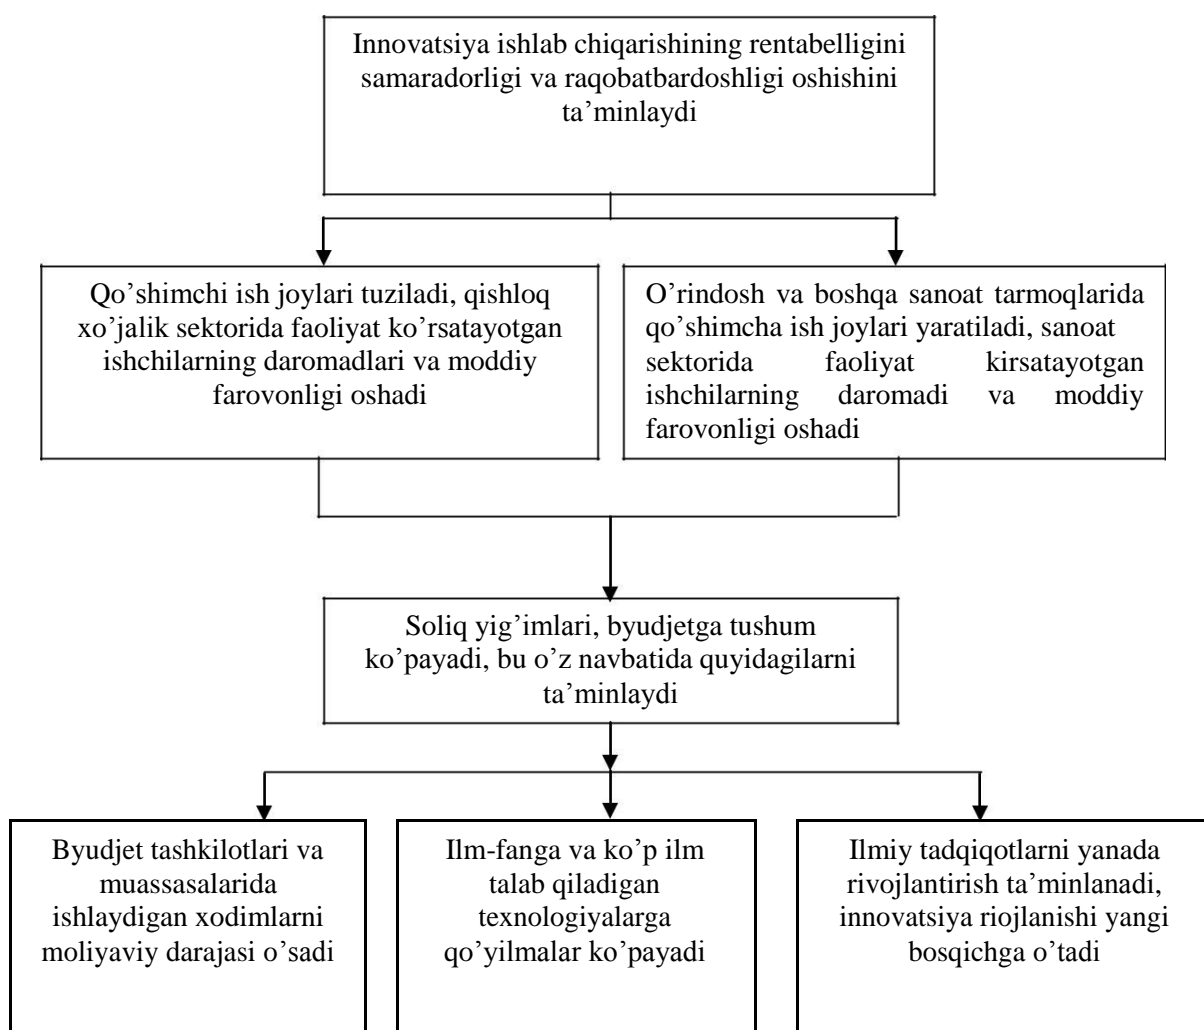 Innovatsiya ishlab chiqarishining rentabelligini
samaradorligi va raqobatbardoshligi oshishini
ta’minlaydi
Qo’shimchi ish joylari tuziladi, qishloq
xo’jalik sektorida faoliyat ko’rsatayotgan
ishchilarning daromadlari va moddiy
farovonligi oshadi
O’rindosh va boshqa sanoat tarmoqlarida
qo’shimcha ish joylari yaratiladi, sanoat
sektorida faoliyat kirsatayotgan
ishchilarning daromadi va moddiy
farovonligi oshadi
Soliq yig’imlari, byudjetga tushum
ko’payadi, bu o’z navbatida quyidagilarni
ta’minlaydi
Byudjet tashkilotlari va
muassasalarida
ishlaydigan xodimlarni
moliyaviy darajasi o’sadi
Ilm-fanga va ko’p ilm
talab qiladigan
texnologiyalarga
qo’yilmalar ko’payadi
Ilmiy tadqiqotlarni yanada
rivojlantirish ta’minlanadi,
innovatsiya riojlanishi yangi
bosqichga o’tadi